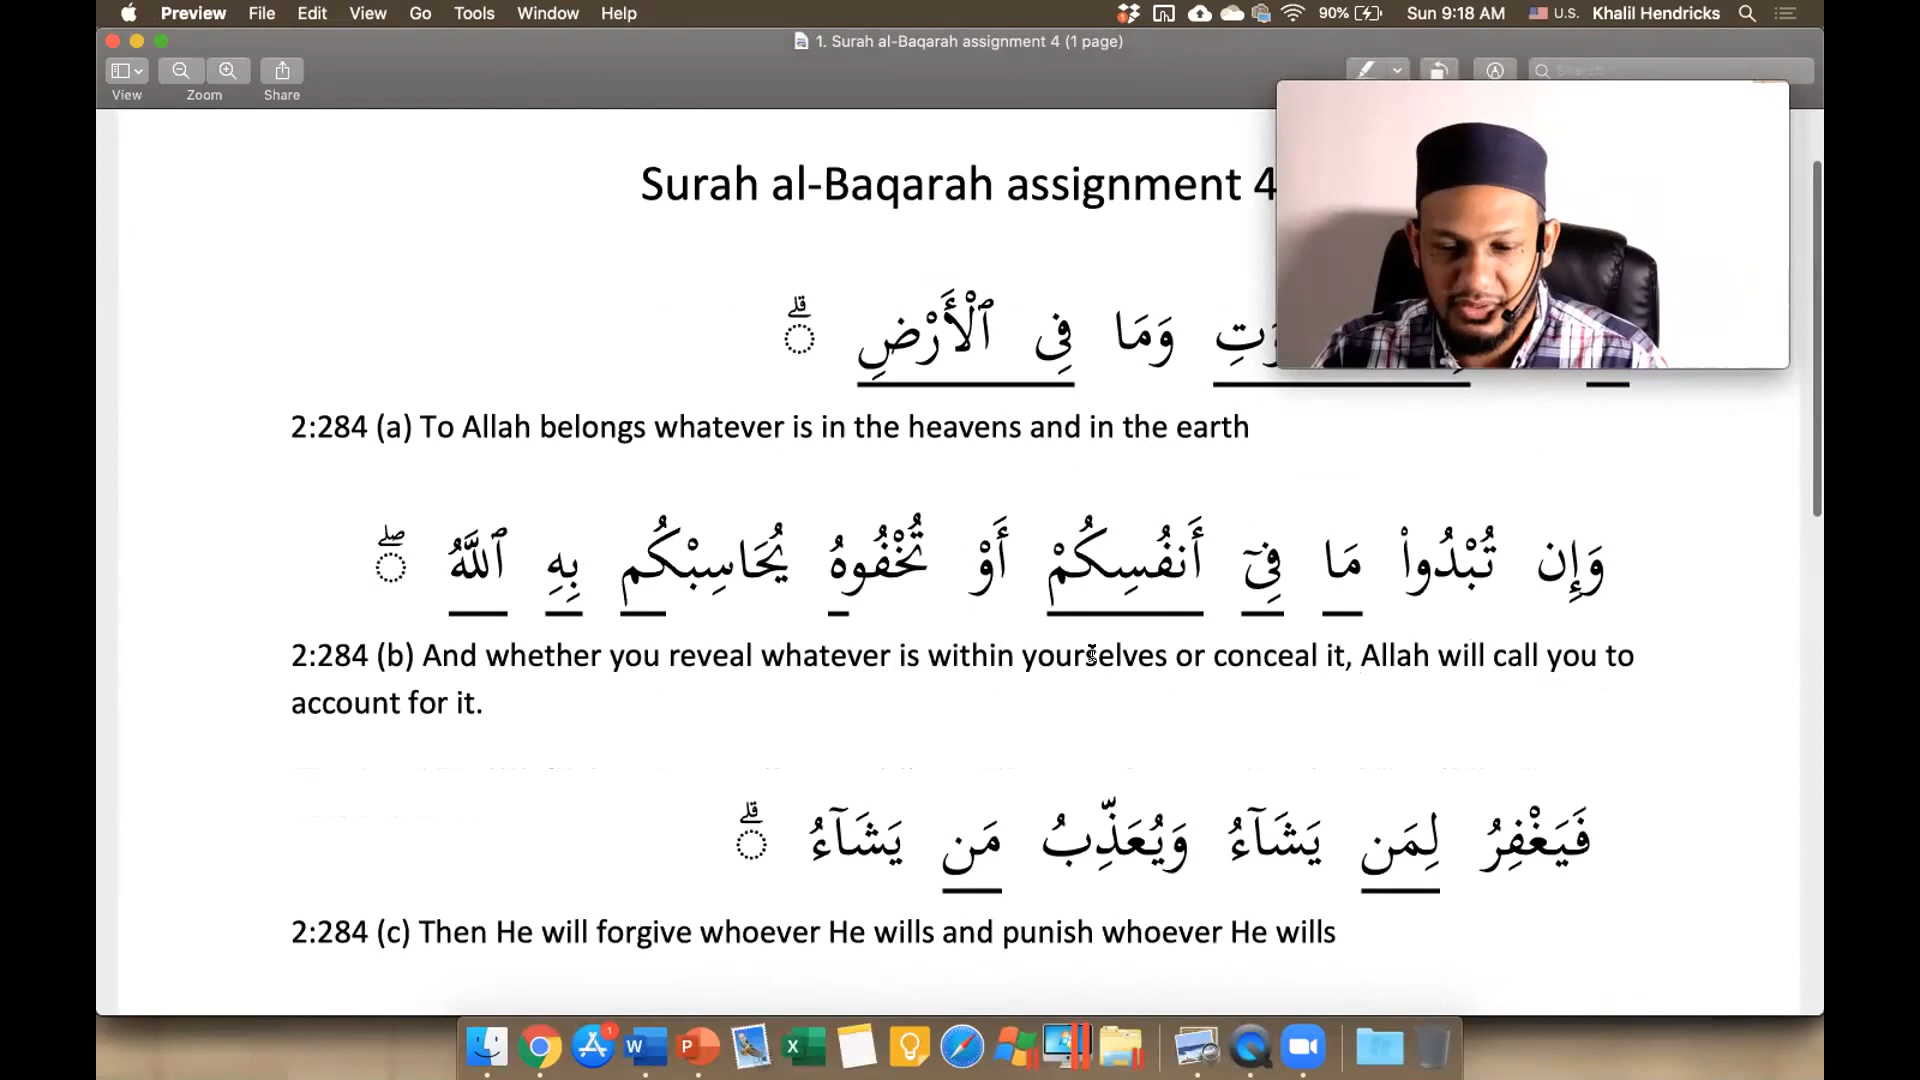 Preview File Edit View Go Tools Window Help 90% Sun 9:18 AM U.S. Khalil Hendricks
1. Surah al-Baqarah assignment 4 (1 page)
View Zoom Share Search
Surah al-Baqarah assignment 4
وَمَا فِى ٱلْأَرْضِ ۗ
2:284 (a) To Allah belongs whatever is in the heavens and in the earth
وَإِن تُبْدُوا۟ مَا فِىٓ أَنفُسِكُمْ أَوْ تُخْفُوهُ يُحَاسِبْكُم بِهِ ٱللَّهُ ۖ
2:284 (b) And whether you reveal whatever is within yourselves or conceal it, Allah will call you to
account for it.
فَيَغْفِرُ لِمَن يَشَآءُ وَيُعَذِّبُ مَن يَشَآءُ ۗ
2:284 (c) Then He will forgive whoever He wills and punish whoever He wills